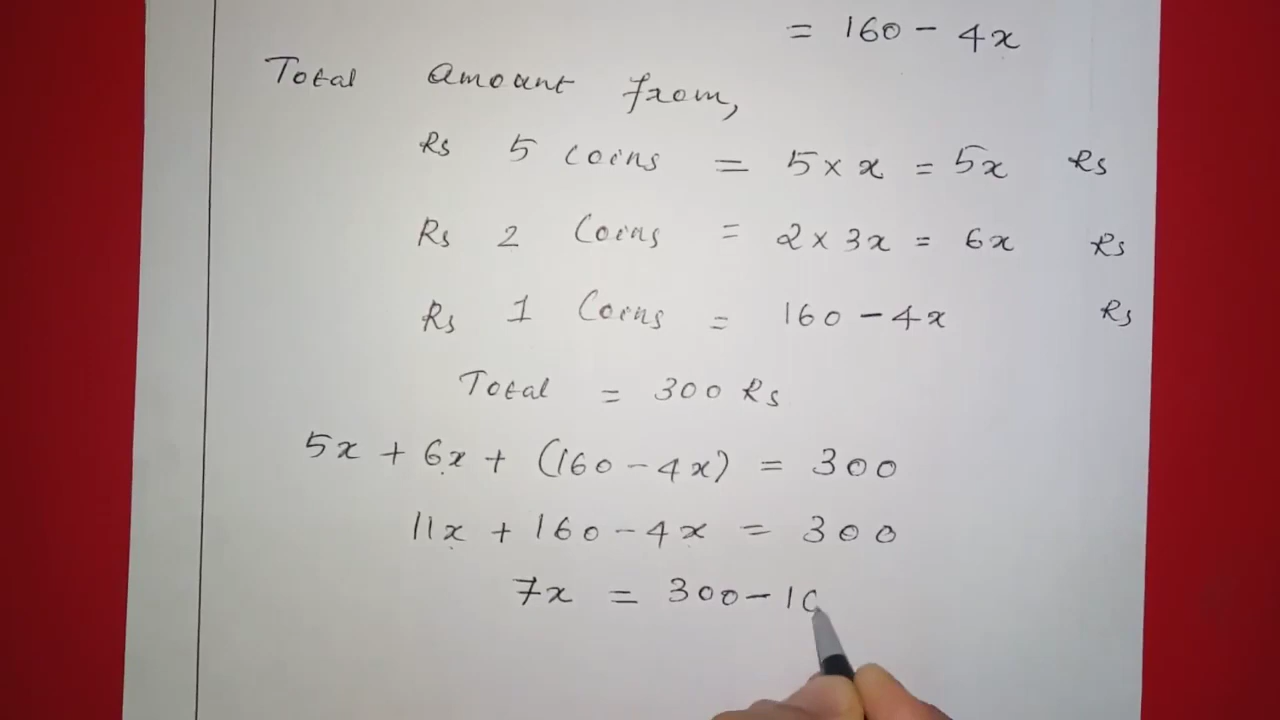 = 160 - 4x
Total amount from,
Rs 5 coins = 5 × x = 5x Rs
Rs 2 Coins = 2 × 3x = 6x Rs
Rs 1 Coins = 160 - 4x Rs
Total = 300 Rs
5x + 6x + (160 - 4x) = 300
11x + 160 - 4x = 300
7x = 300 - 1